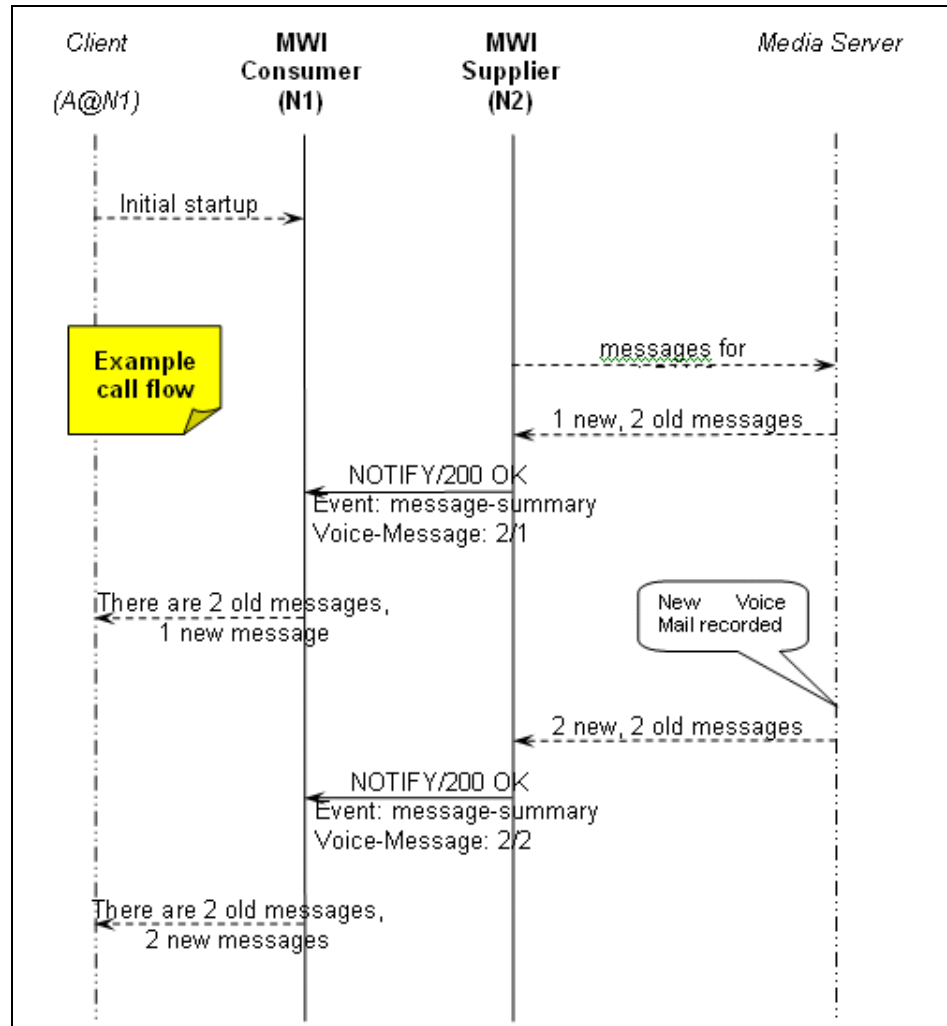 Client
(A@N1)
MWI
Consumer
(N1)
MWI
Supplier
(N2)
Media Server
Initial startup
Example
call flow
messages for
1 new, 2 old messages
NOTIFY/200 OK
Event: message-summary
Voice-Message: 2/1
There are 2 old messages,
1 new message
New Voice
Mail recorded
2 new, 2 old messages
NOTIFY/200 OK
Event: message-summary
Voice-Message: 2/2
There are 2 old messages,
2 new messages